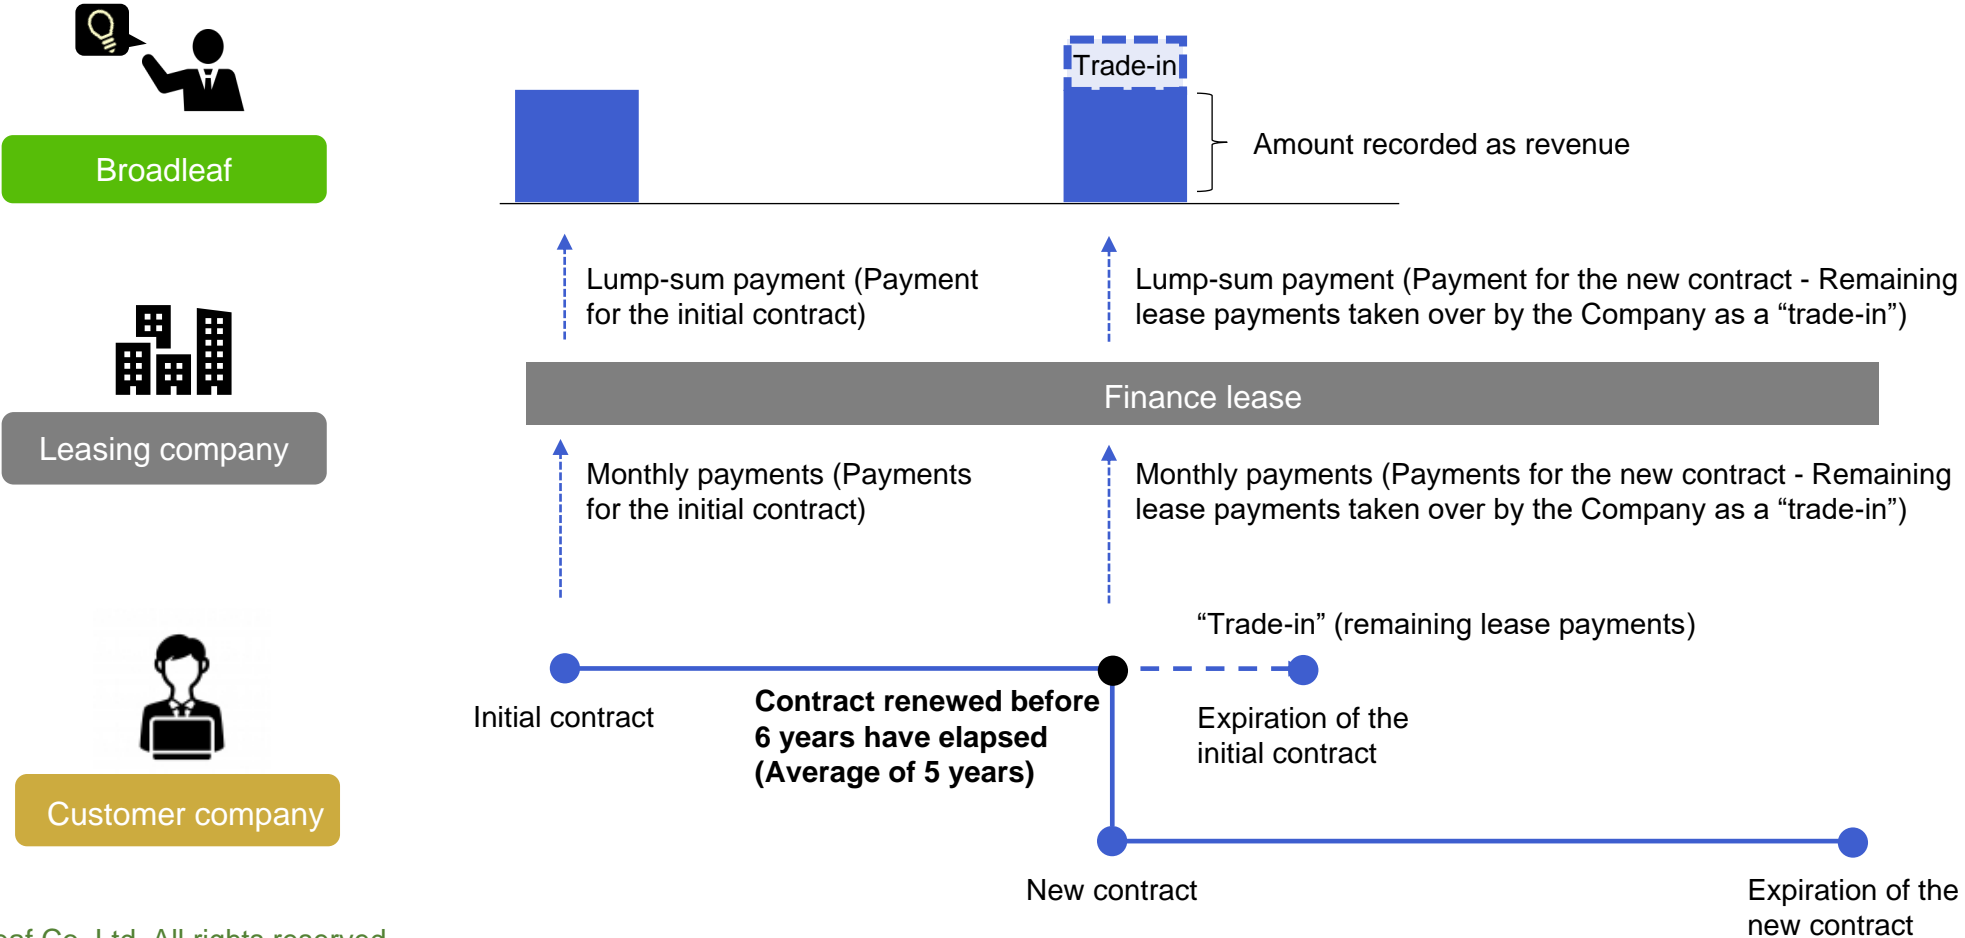 Trade-in
Amount recorded as revenue
Broadleaf
Lump-sum payment (Payment
for the initial contract)
Lump-sum payment (Payment for the new contract - Remaining
lease payments taken over by the Company as a “trade-in”)
Finance lease
Leasing company
Monthly payments (Payments
for the initial contract)
Monthly payments (Payments for the new contract - Remaining
lease payments taken over by the Company as a “trade-in”)
“Trade-in” (remaining lease payments)
Initial contract
Contract renewed before
6 years have elapsed
(Average of 5 years)
Expiration of the
initial contract
Customer company
New contract
Expiration of the
new contract
Co. Ltd. All rights reserved